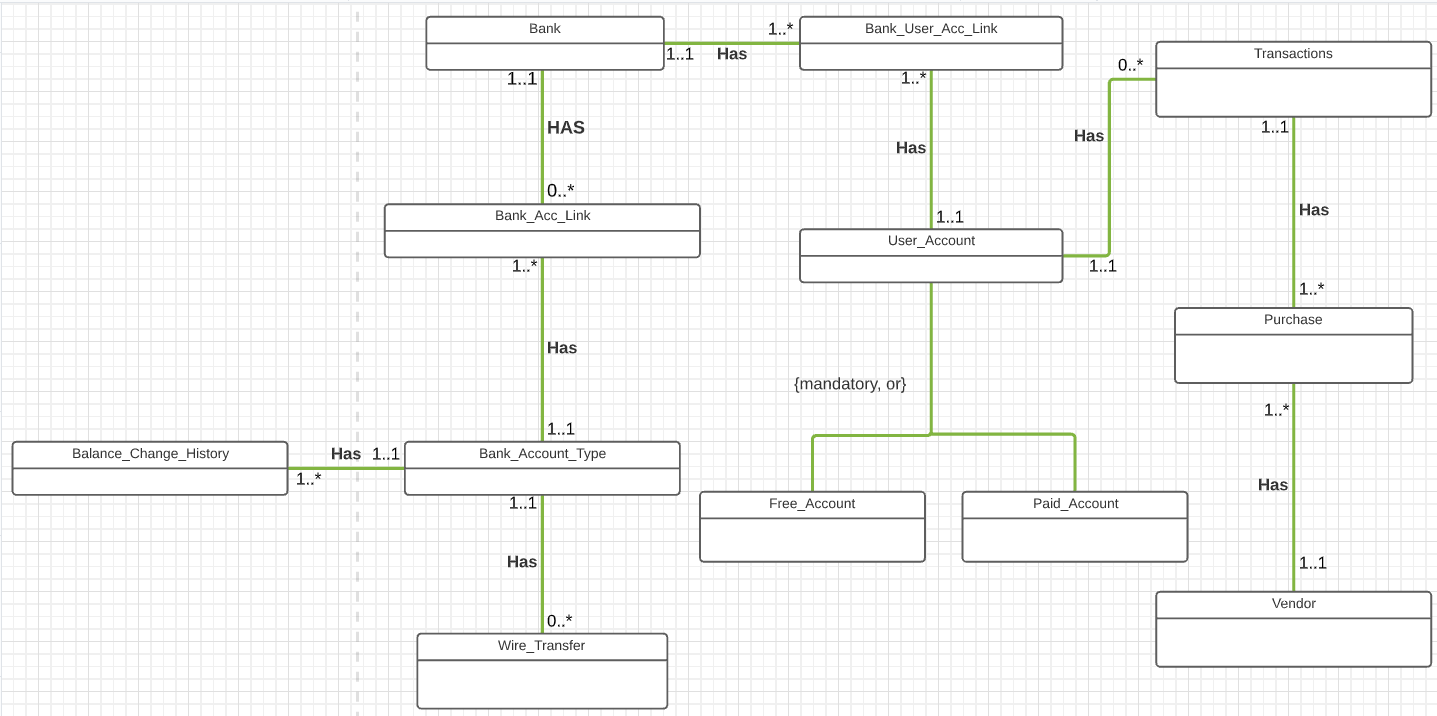 Bank
1..*
Bank_User_Acc_Link
1..1
Has
Transactions
0..*
1..1
1..*
1..1
HAS
Has
Has
0..*
Bank_Acc_Link
Has
1..1
User_Account
1..*
1..1
1..*
Purchase
Has
{mandatory, or}
1..*
1..1
Balance_Change_History
Has
1..1
Bank_Account_Type
1..*
Has
1..1
Free_Account
Paid_Account
Has
1..1
0..*
Vendor
Wire_Transfer